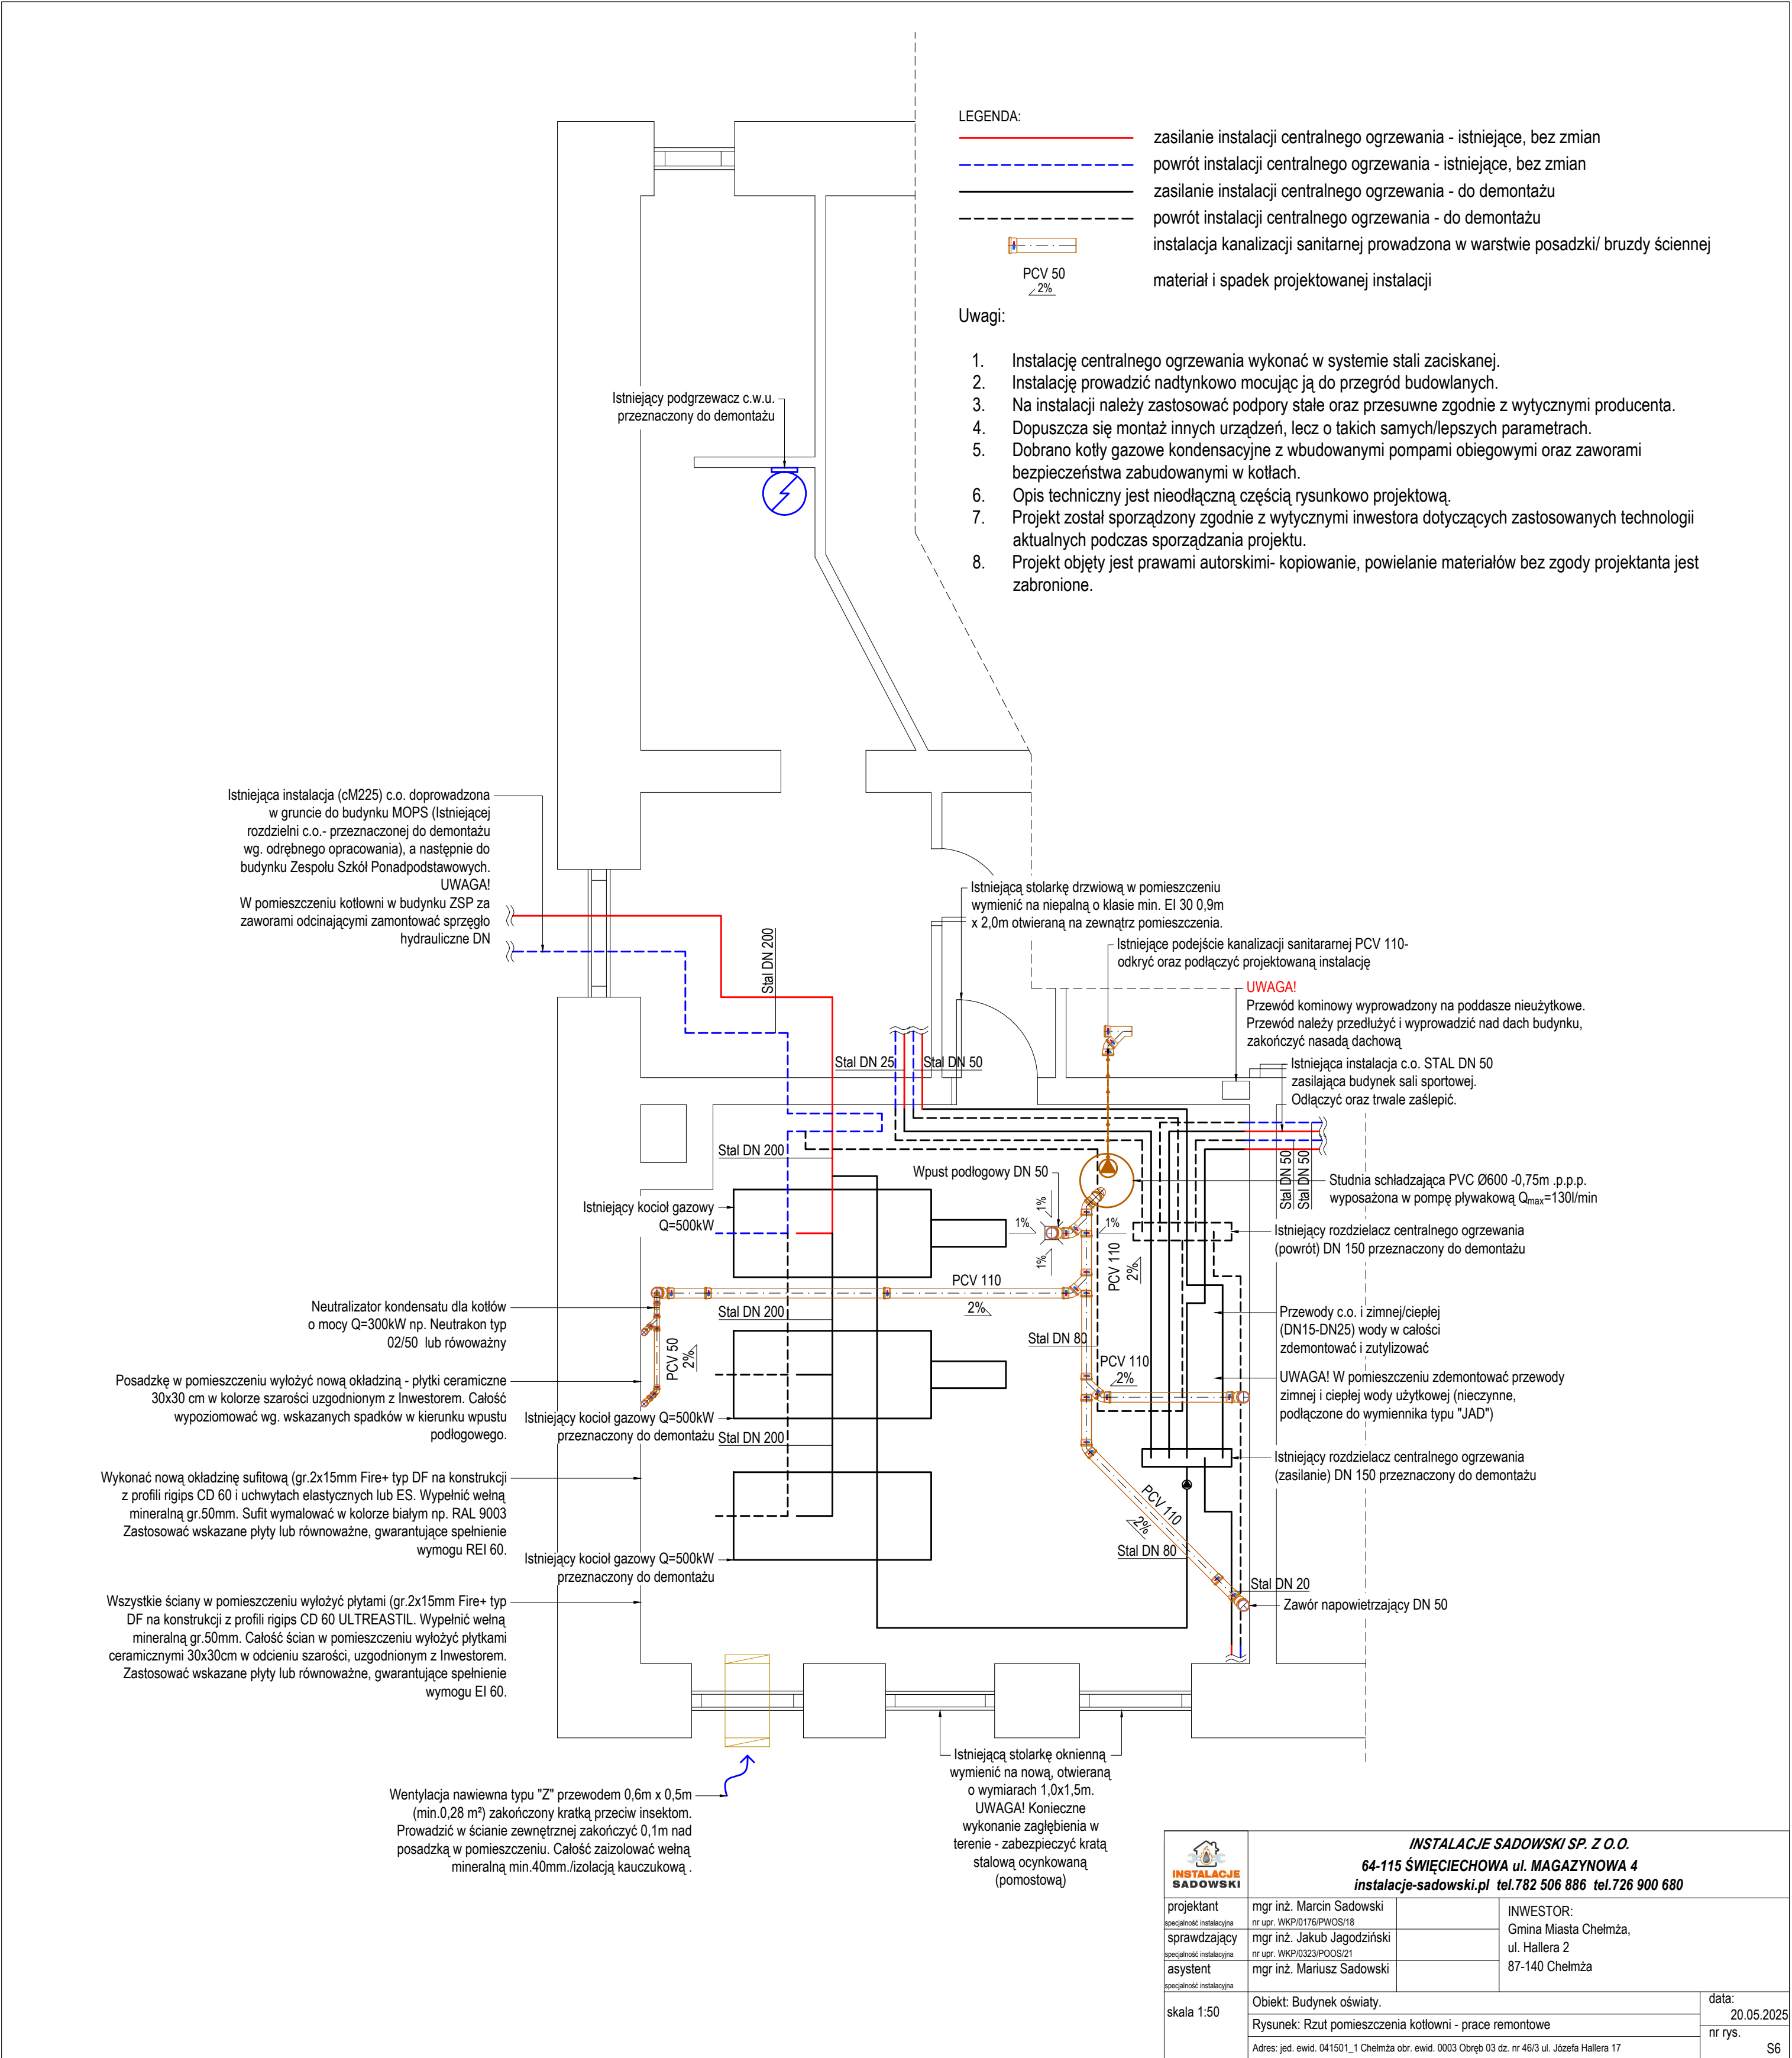 LEGENDA:
zasilanie instalacji centralnego ogrzewania - istniejące, bez zmian
powrót instalacji centralnego ogrzewania - istniejące, bez zmian
zasilanie instalacji centralnego ogrzewania - do demontażu
powrót instalacji centralnego ogrzewania - do demontażu
instalacja kanalizacji sanitarnej prowadzona w warstwie posadzki/ bruzdy ściennej
PCV 50
2%
materiał i spadek projektowanej instalacji
Uwagi:
1. Instalację centralnego ogrzewania wykonać w systemie stali zaciskanej.
2. Instalację prowadzić nadtynkowo mocując ją do przegród budowlanych.
3. Na instalacji należy zastosować podpory stałe oraz przesuwne zgodnie z wytycznymi producenta.
4. Dopuszcza się montaż innych urządzeń, lecz o takich samych/lepszych parametrach.
5. Dobrano kotły gazowe kondensacyjne z wbudowanymi pompami obiegowymi oraz zaworami
bezpieczeństwa zabudowanymi w kotłach.
6. Opis techniczny jest nieodłączną częścią rysunkowo projektową.
7. Projekt został sporządzony zgodnie z wytycznymi inwestora dotyczących zastosowanych technologii
aktualnych podczas sporządzania projektu.
8. Projekt objęty jest prawami autorskimi- kopiowanie, powielanie materiałów bez zgody projektanta jest
zabronione.
Istniejący podgrzewacz c.w.u.
przeznaczony do demontażu
Istniejąca instalacja (cM225) c.o. doprowadzona
w gruncie do budynku MOPS (Istniejącej
rozdzielni c.o.- przeznaczonej do demontażu
wg. odrębnego opracowania), a następnie do
budynku Zespołu Szkół Ponadpodstawowych.
UWAGA!
W pomieszczeniu kotłowni w budynku ZSP za
zaworami odcinającymi zamontować sprzęgło
hydrauliczne DN
Stal DN 200
Istniejącą stolarkę drzwiową w pomieszczeniu
wymienić na niepalną o klasie min. EI 30 0,9m
x 2,0m otwieraną na zewnątrz pomieszczenia.
Istniejące podejście kanalizacji sanitararnej PCV 110-
odkryć oraz podłączyć projektowaną instalację
UWAGA!
Przewód kominowy wyprowadzony na poddasze nieużytkowe.
Przewód należy przedłużyć i wyprowadzić nad dach budynku,
zakończyć nasadą dachową
Stal DN 25
Stal DN 50
Istniejąca instalacja c.o. STAL DN 50
zasilająca budynek sali sportowej.
Odłączyć oraz trwale zaślepić.
Stal DN 200
Wpust podłogowy DN 50
Stal DN 50
Stal DN 50
Studnia schładzająca PVC Ø600 -0,75m .p.p.p.
wyposażona w pompę pływakową Qmax=130l/min
Istniejący kocioł gazowy
Q=500kW
1%
1%
1%
1%
PCV 110
2%
Istniejący rozdzielacz centralnego ogrzewania
(powrót) DN 150 przeznaczony do demontażu
PCV 110
2%
Neutralizator kondensatu dla kotłów
o mocy Q=300kW np. Neutrakon typ
02/50 lub rówoważny
Stal DN 200
Stal DN 80
PCV 50
2%
PCV 110
2%
Przewody c.o. i zimnej/ciepłej
(DN15-DN25) wody w całości
zdemontować i zutylizować
UWAGA! W pomieszczeniu zdemontować przewody
zimnej i ciepłej wody użytkowej (nieczynne,
podłączone do wymiennika typu "JAD")
Posadzkę w pomieszczeniu wyłożyć nową okładziną - płytki ceramiczne
30x30 cm w kolorze szarości uzgodnionym z Inwestorem. Całość
wypoziomować wg. wskazanych spadków w kierunku wpustu
podłogowego.
Istniejący kocioł gazowy Q=500kW
przeznaczony do demontażu
Stal DN 200
Istniejący rozdzielacz centralnego ogrzewania
(zasilanie) DN 150 przeznaczony do demontażu
Wykonać nową okładzinę sufitową (gr.2x15mm Fire+ typ DF na konstrukcji
z profili rigips CD 60 i uchwytach elastycznych lub ES. Wypełnić wełną
mineralną gr.50mm. Sufit wymalować w kolorze białym np. RAL 9003
Zastosować wskazane płyty lub równoważne, gwarantujące spełnienie
wymogu REI 60.
PCV 110
2%
Stal DN 80
Istniejący kocioł gazowy Q=500kW
przeznaczony do demontażu
Stal DN 20
Zawór napowietrzający DN 50
Wszystkie ściany w pomieszczeniu wyłożyć płytami (gr.2x15mm Fire+ typ
DF na konstrukcji z profili rigips CD 60 ULTREASTIL. Wypełnić wełną
mineralną gr.50mm. Całość ścian w pomieszczeniu wyłożyć płytkami
ceramicznymi 30x30cm w odcieniu szarości, uzgodnionym z Inwestorem.
Zastosować wskazane płyty lub równoważne, gwarantujące spełnienie
wymogu EI 60.
Wentylacja nawiewna typu "Z" przewodem 0,6m x 0,5m
(min.0,28 m²) zakończony kratką przeciw insektom.
Prowadzić w ścianie zewnętrznej zakończyć 0,1m nad
posadzką w pomieszczeniu. Całość zaizolować wełną
mineralną min.40mm./izolacją kauczukową .
Istniejącą stolarkę okienną
wymienić na nową, otwieraną
o wymiarach 1,0x1,5m.
UWAGA! Konieczne
wykonanie zagłębienia w
terenie - zabezpieczyć kratą
stalową ocynkowaną
(pomostową)
INSTALACJE
SADOWSKI
INSTALACJE SADOWSKI SP. Z O.O.
64-115 ŚWIĘCIECHOWA ul. MAGAZYNOWA 4
instalacje-sadowski.pl tel.782 506 886 tel.726 900 680
projektant
specjalność instalacyjna
mgr inż. Marcin Sadowski
nr upr. WKP/0176/PWOS/18
sprawdzający
specjalność instalacyjna
mgr inż. Jakub Jagodziński
nr upr. WKP/0323/POOS/21
asystent
specjalność instalacyjna
mgr inż. Mariusz Sadowski
INWESTOR:
Gmina Miasta Chełmża,
ul. Hallera 2
87-140 Chełmża
skala 1:50
Obiekt: Budynek oświaty.
Rysunek: Rzut pomieszczenia kotłowni - prace remontowe
Adres: jed. ewid. 041501_1 Chełmża obr. ewid. 0003 Obręb 03 dz. nr 46/3 ul. Józefa Hallera 17
data:
20.05.2025
nr rys.
S6